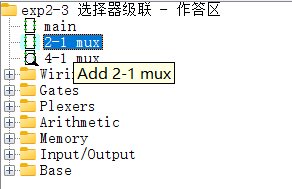 exp2-3 选择器级联 - 作答区
main
2-1 mux
4-1 mux
Add 2-1 mux
Wiri
Gates
Plexers
Arithmetic
Memory
Input/Output
Base